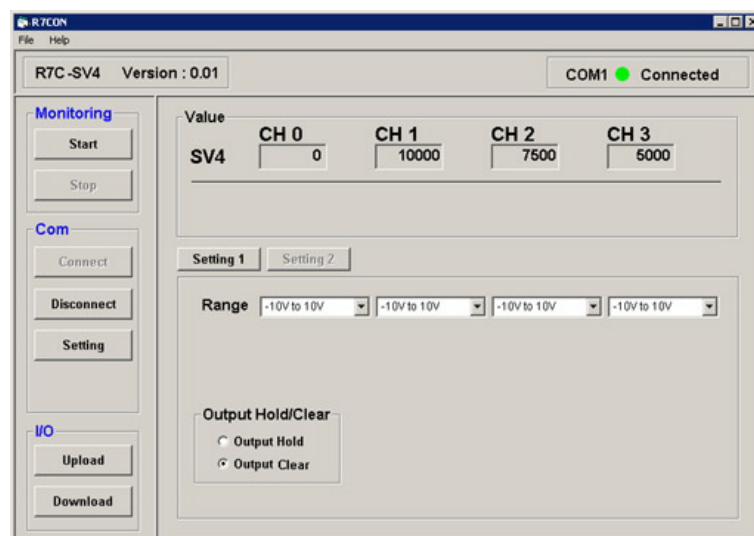 R7CON
File Help
R7C-SV4 Version : 0.01
COM1 Connected
Monitoring
Start
Stop
Com
Connect
Disconnect
Setting
I/O
Upload
Download
Value
CH 0 CH 1 CH 2 CH 3
SV4 0 10000 7500 5000
Setting 1 Setting 2
Range -10V to 10V -10V to 10V -10V to 10V -10V to 10V
Output Hold/Clear
Output Hold
Output Clear